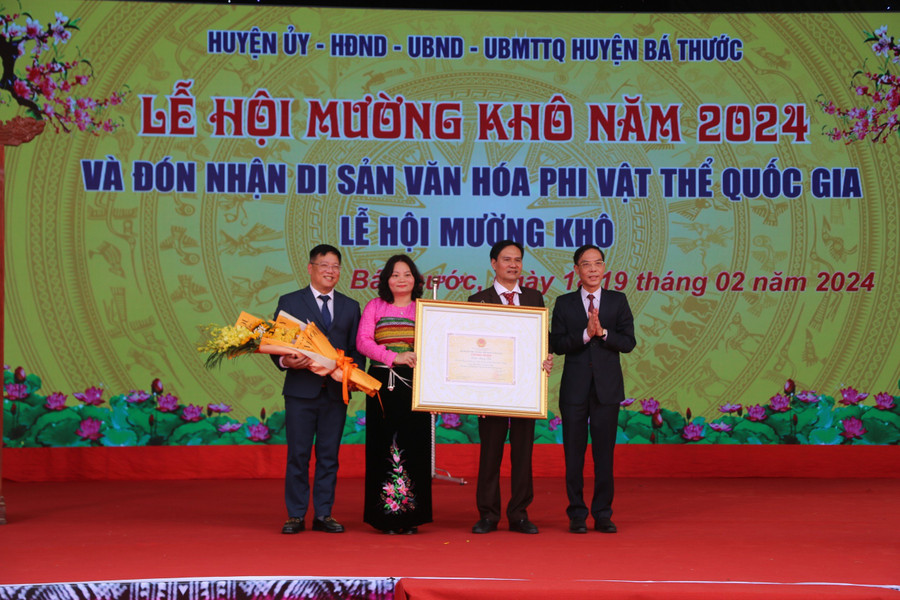 HUYỆN ỦY - HĐND - UBND - UBMTTQ HUYỆN BÁ THƯỚC
LỄ HỘI MƯỜNG KHÔ NĂM 2024
VÀ ĐÓN NHẬN DI SẢN VĂN HÓA PHI VẬT THỂ QUỐC GIA
LỄ HỘI MƯỜNG KHÔ
19 tháng 02 năm 2024